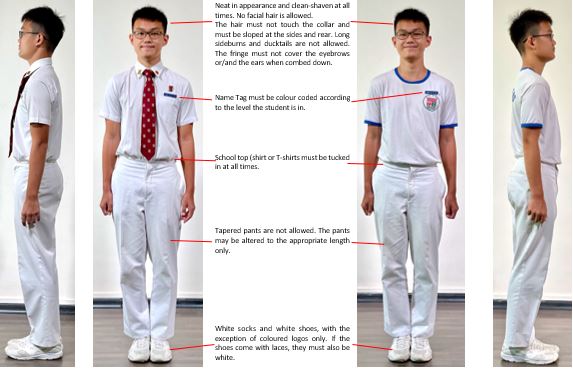 Neat in appearance and clean-shaven at all
times. No facial hair is allowed.
The hair must not touch the collar and
must be sloped at the sides and rear. Long
sideburns and ducktails are not allowed.
The fringe must not cover the eyebrows
or/and the ears when combed down.
Name Tag must be colour coded according
to the level the student is in.
School top (shirt or T-shirts must be tucked
in at all times.
Tapered pants are not allowed. The pants
may be altered to the appropriate length
only.
White socks and white shoes, with the
exception of coloured logos only. If the
shoes come with laces, they must also be
white.